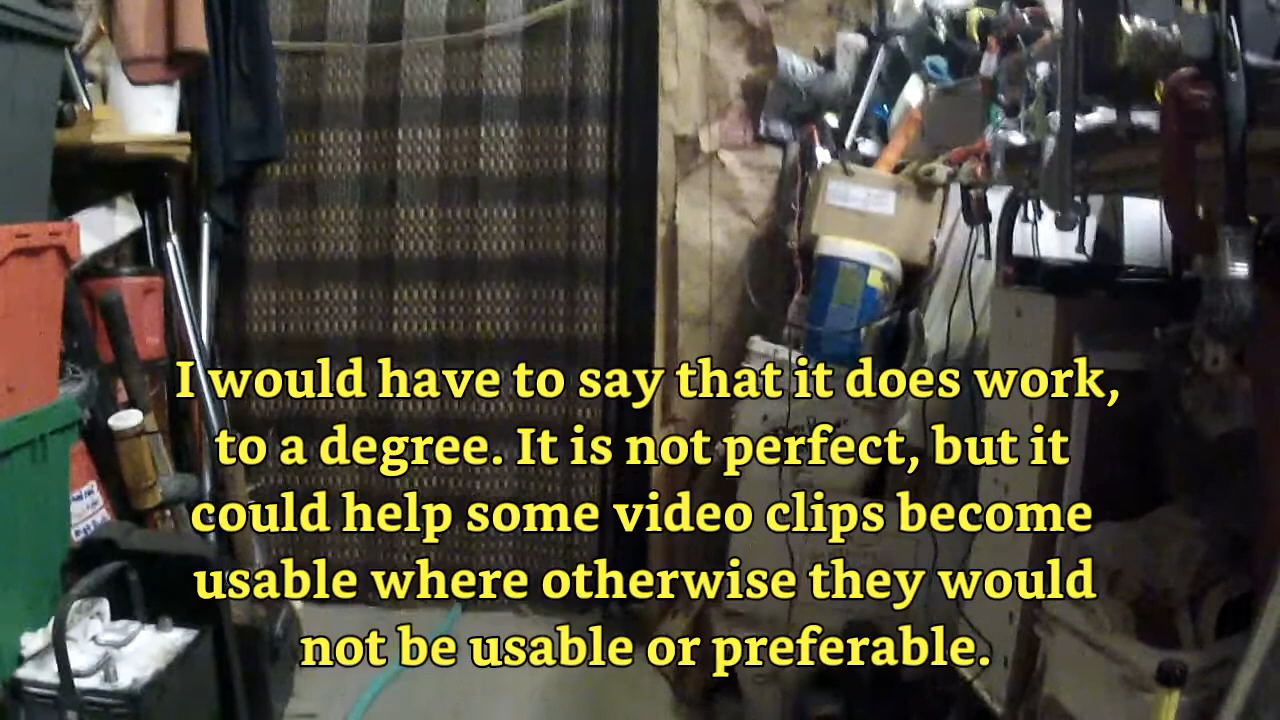 I would have to say that it does work,
to a degree. It is not perfect, but it
could help some video clips become
usable where otherwise they would
not be usable or preferable.